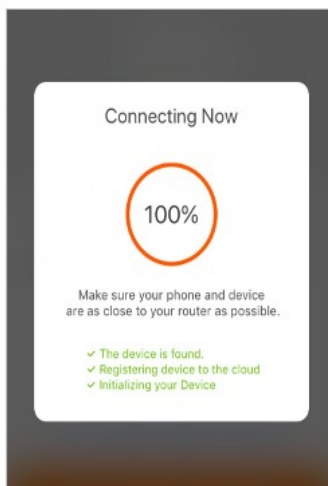 Connecting Now
100%
Make sure your phone and device
are as close to your router as possible.
✓ The device is found.
✓ Registering device to the cloud
✓ Initializing your Device